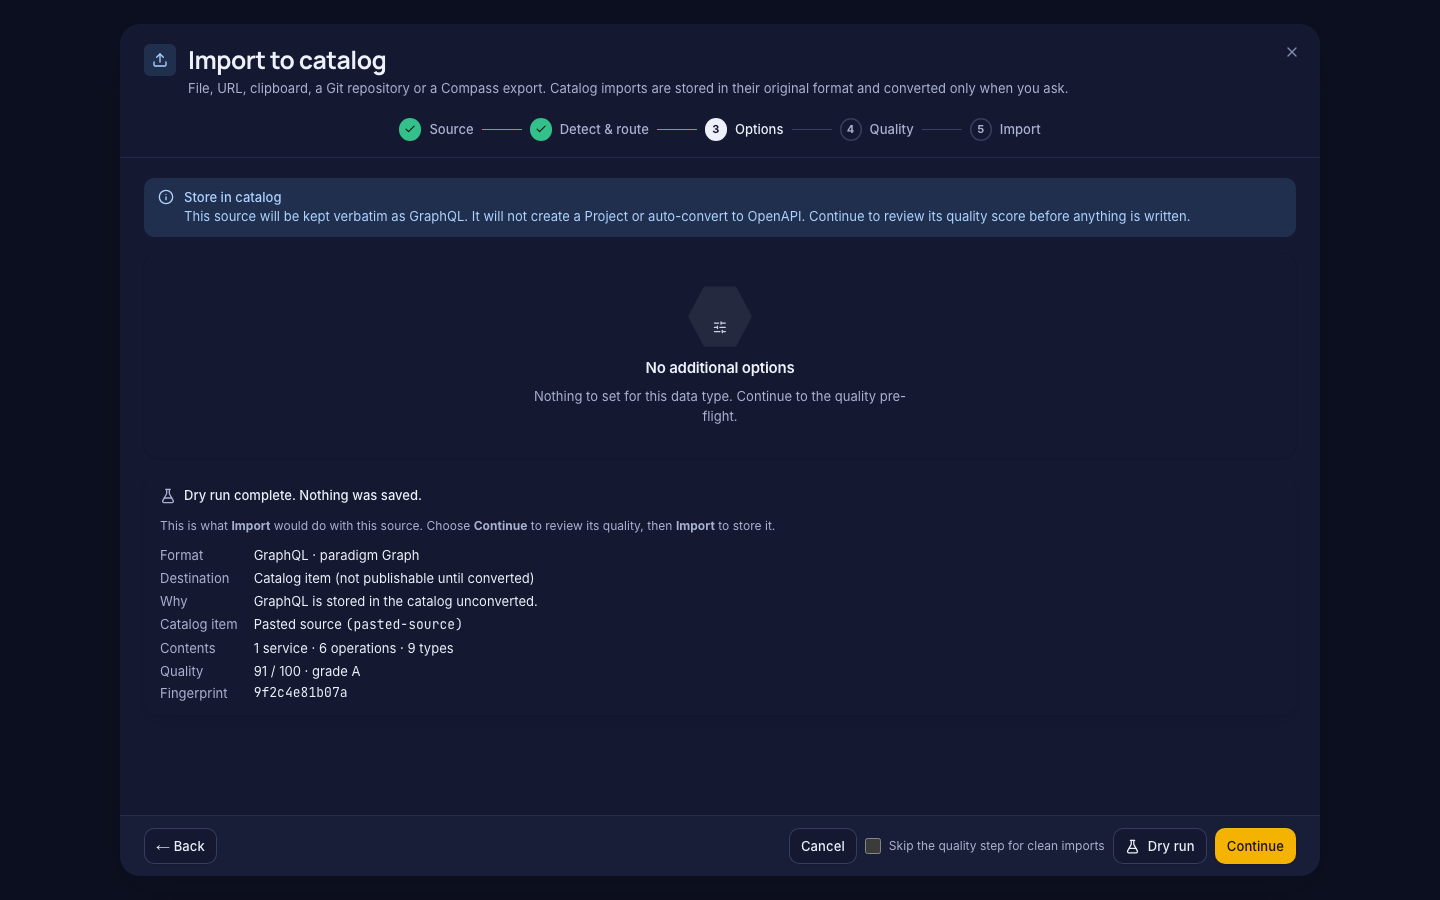 Import to catalog
File, URL, clipboard, a Git repository or a Compass export. Catalog imports are stored in their original format and converted only when you ask.
Source
Detect & route
3 Options
4 Quality
5 Import
Store in catalog
This source will be kept verbatim as GraphQL. It will not create a Project or auto-convert to OpenAPI. Continue to review its quality score before anything is written.
No additional options
Nothing to set for this data type. Continue to the quality pre-
flight.
Dry run complete. Nothing was saved.
This is what Import would do with this source. Choose Continue to review its quality, then Import to store it.
Format GraphQL · paradigm Graph
Destination Catalog item (not publishable until converted)
Why GraphQL is stored in the catalog unconverted.
Catalog item Pasted source (pasted-source)
Contents 1 service · 6 operations · 9 types
Quality 91 / 100 · grade A
Fingerprint 9f2c4e81b07a
← Back
Cancel
Skip the quality step for clean imports
Dry run
Continue